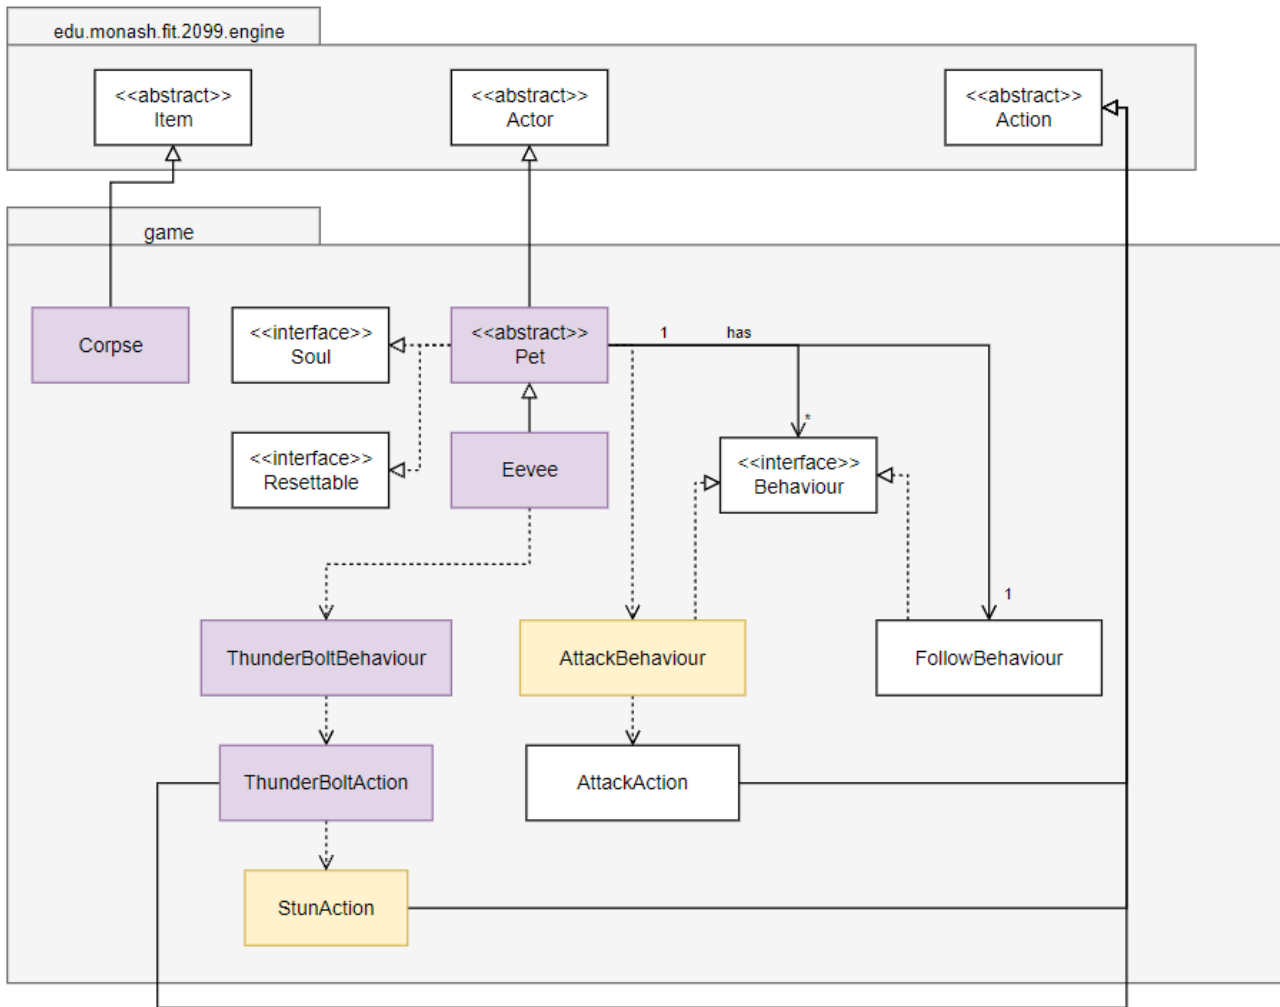 edu.monash.fit.2099.engine
<<abstract>>
Item
<<abstract>>
Actor
<<abstract>>
Action
game
Corpse
<<interface>>
Soul
<<abstract>>
Pet
1
has
*
<<interface>>
Resettable
Eevee
<<interface>>
Behaviour
1
ThunderBoltBehaviour
AttackBehaviour
FollowBehaviour
ThunderBoltAction
AttackAction
StunAction